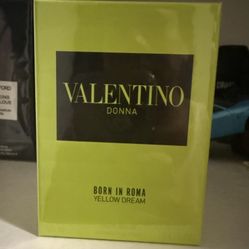 VALENTINO
DONNA
BORN IN ROMA
YELLOW DREAM